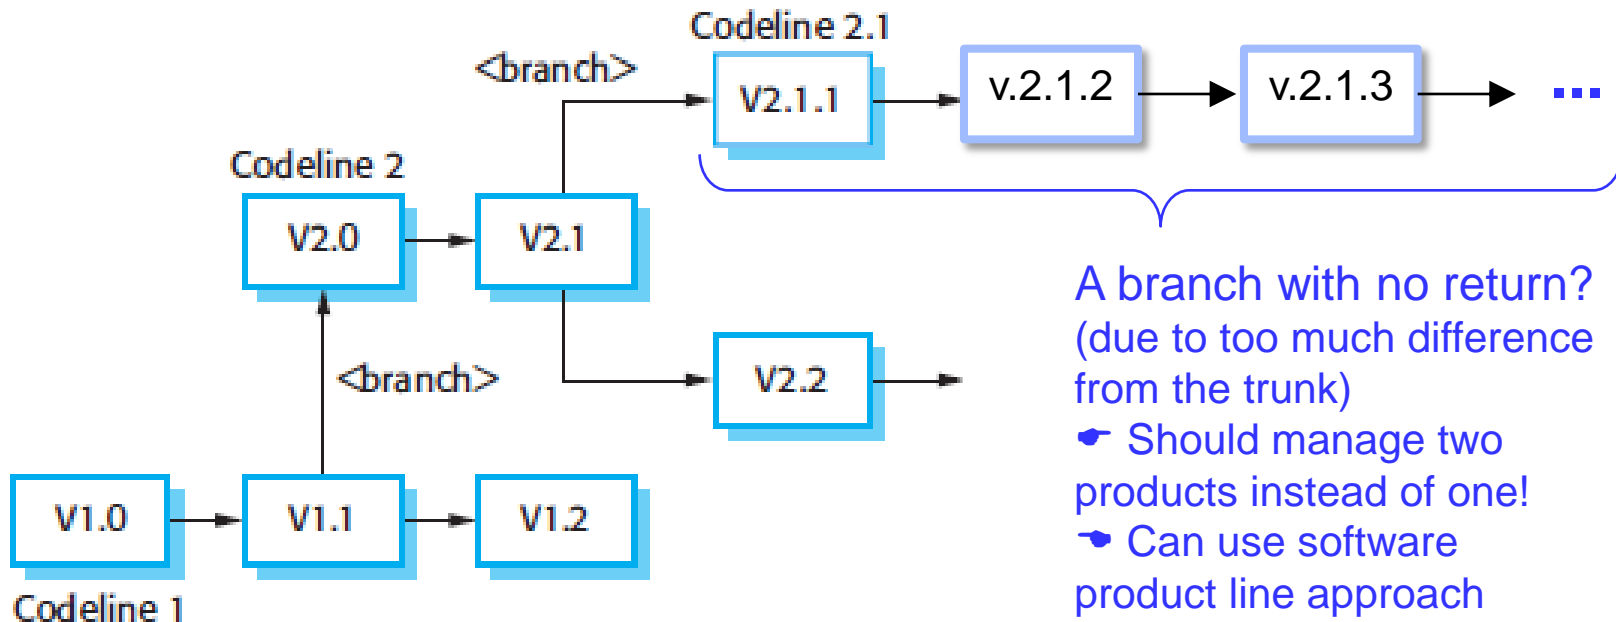 Codeline 2.1
<branch>
V2.1.1
v.2.1.2
v.2.1.3
...
Codeline 2
V2.0
V2.1
<branch>
V2.2
V1.0
V1.1
V1.2
Codeline 1
A branch with no return?
(due to too much difference
from the trunk)
☛ Should manage two
products instead of one!
☚ Can use software
product line approach